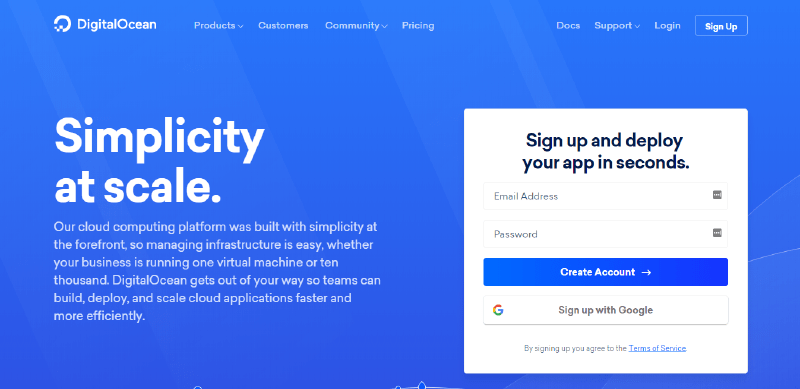 DigitalOcean Products Customers Community Pricing Docs Support Login Sign Up
Simplicity
at scale.
Our cloud computing platform was built with simplicity at
the forefront, so managing infrastructure is easy, whether
your business is running one virtual machine or ten
thousand. DigitalOcean gets out of your way so teams can
build, deploy, and scale cloud applications faster and
more efficiently.
Sign up and deploy
your app in seconds.
Email Address
Password
Create Account →
Sign up with Google
By signing up you agree to the Terms of Service.